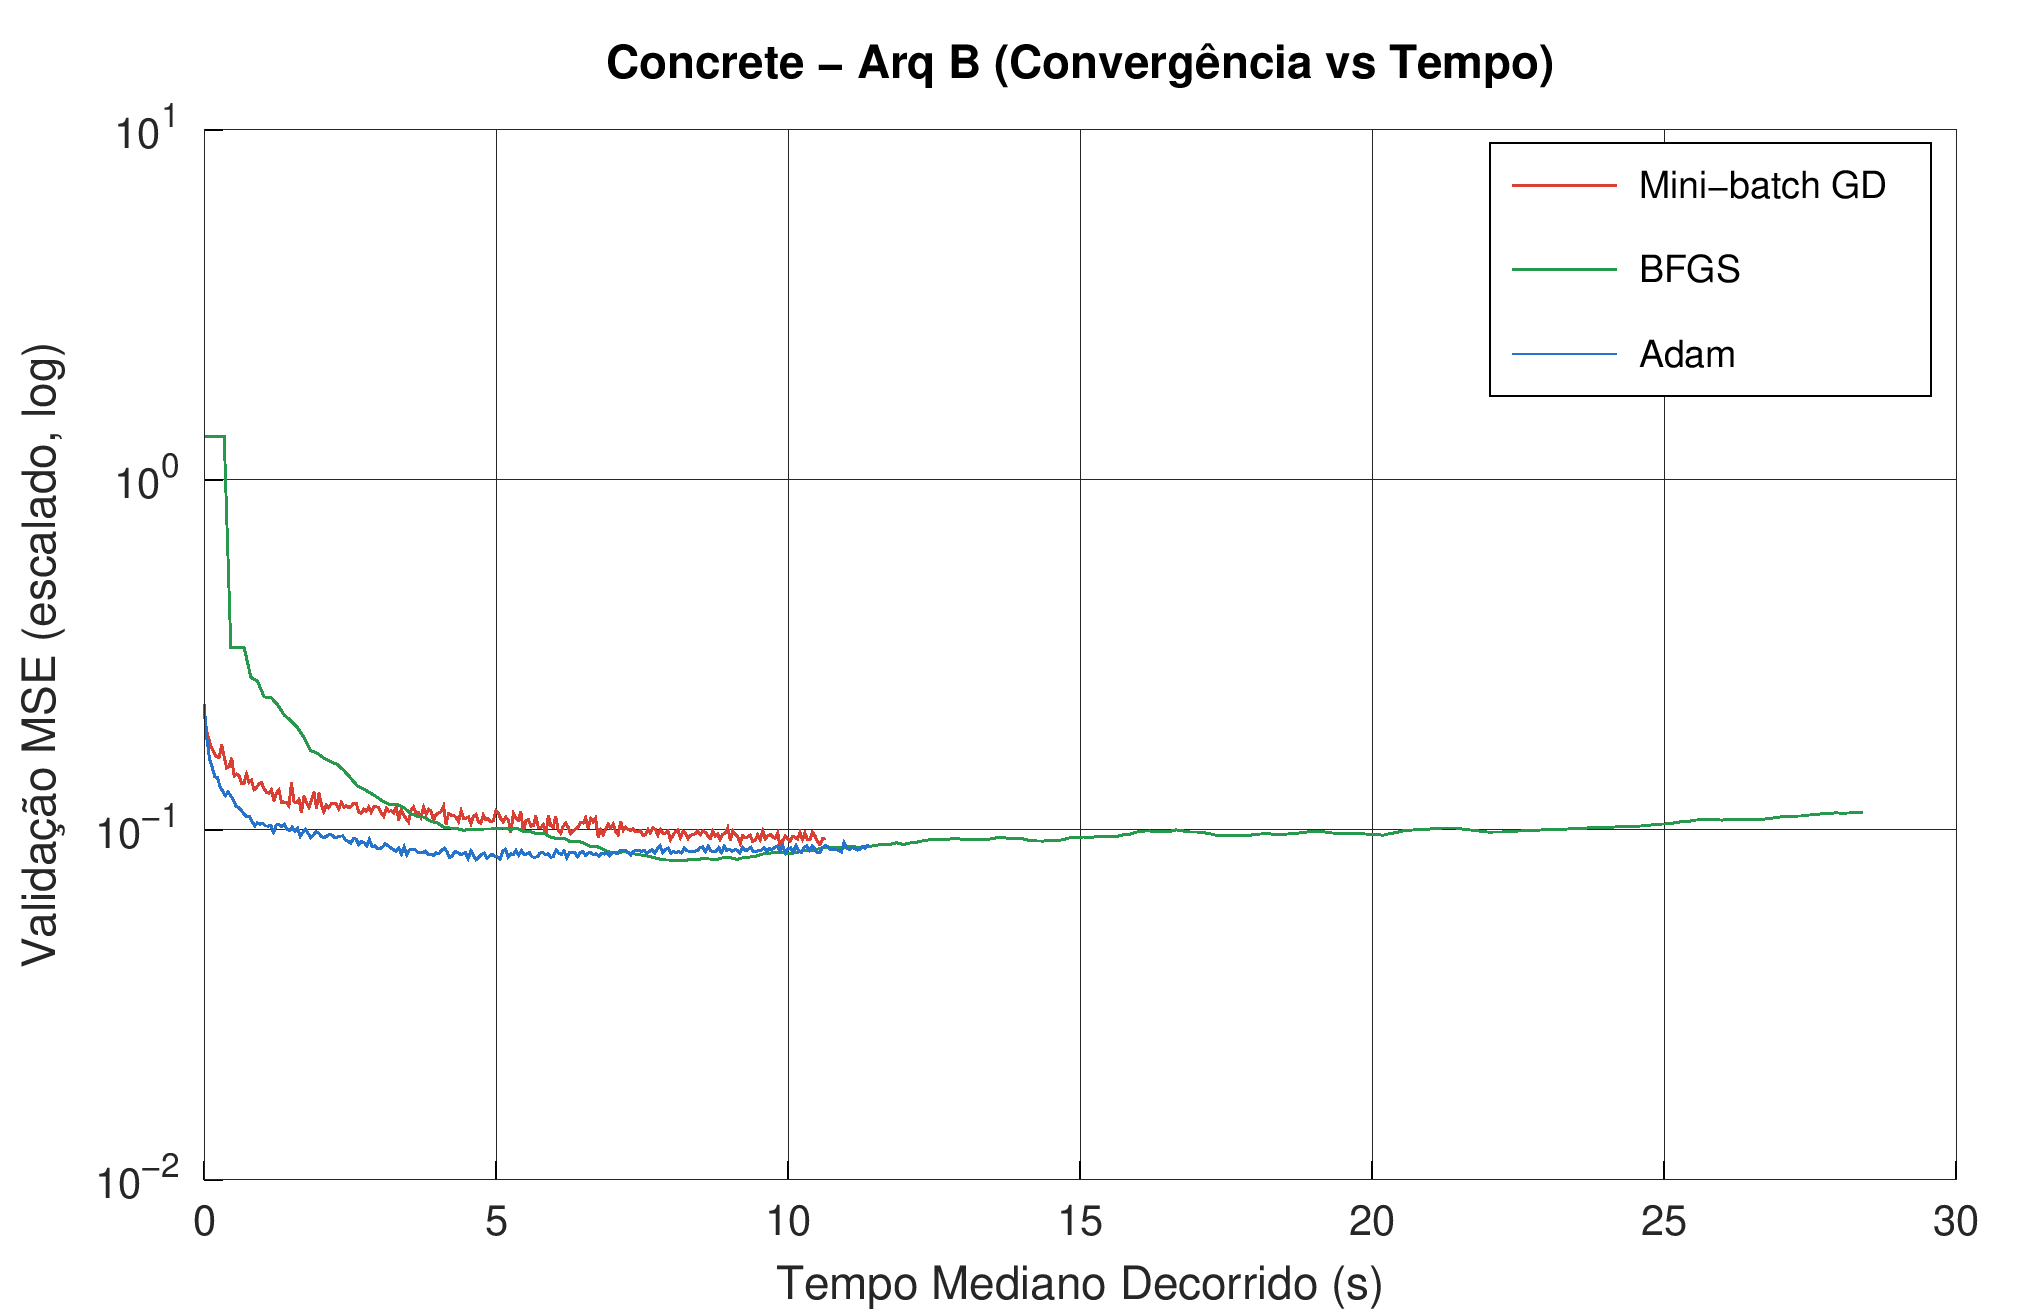 Concrete – Arq B (Convergência vs Tempo)
10^1
10^0
10^−1
10^−2
Validação MSE (escalado, log)
Mini–batch GD
BFGS
Adam
0 5 10 15 20 25 30
Tempo Mediano Decorrido (s)